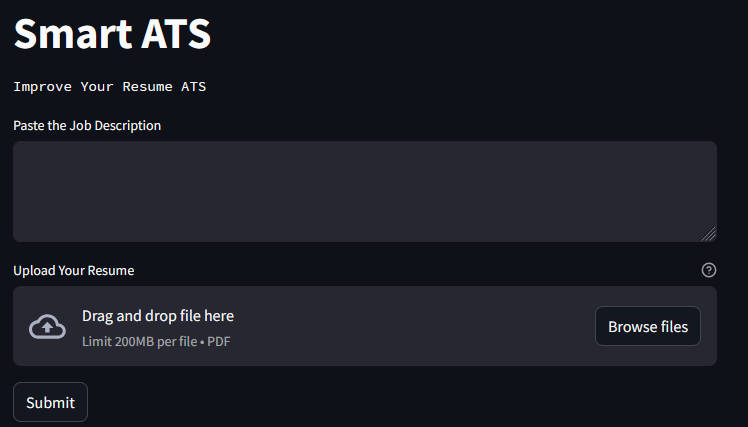 Smart ATS
Improve Your Resume ATS
Paste the Job Description
Upload Your Resume
Drag and drop file here
Limit 200MB per file • PDF
Browse files
Submit